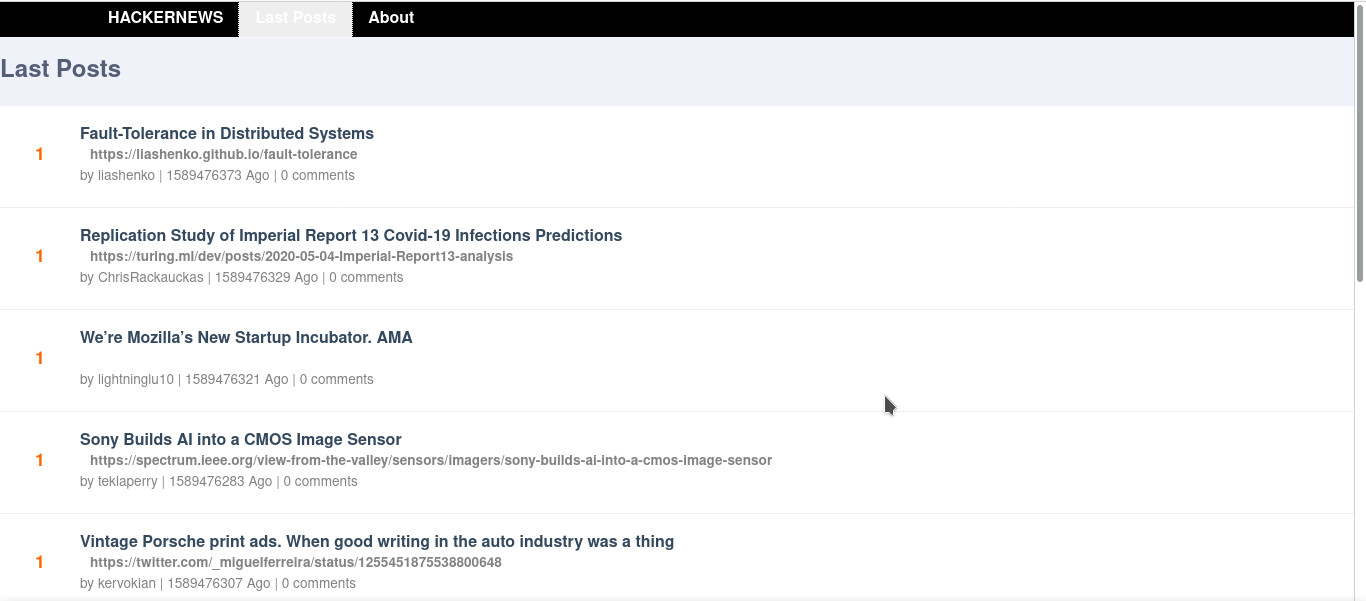 HACKERNEWS Last Posts About
Last Posts
Fault-Tolerance in Distributed Systems
https://liashenko.github.io/fault-tolerance
1
by liashenko | 1589476373 Ago | 0 comments
Replication Study of Imperial Report 13 Covid-19 Infections Predictions
https://turing.ml/dev/posts/2020-05-04-Imperial-Report13-analysis
1
by ChrisRackauckas | 1589476329 Ago | 0 comments
We’re Mozilla’s New Startup Incubator. AMA
1
by lightninglu10 | 1589476321 Ago | 0 comments
Sony Builds AI into a CMOS Image Sensor
https://spectrum.ieee.org/view-from-the-valley/sensors/imagers/sony-builds-ai-into-a-cmos-image-sensor
1
by teklaperry | 1589476283 Ago | 0 comments
Vintage Porsche print ads. When good writing in the auto industry was a thing
https://twitter.com/_miguelferreira/status/1255451875538800648
1
by kervokian | 1589476307 Ago | 0 comments